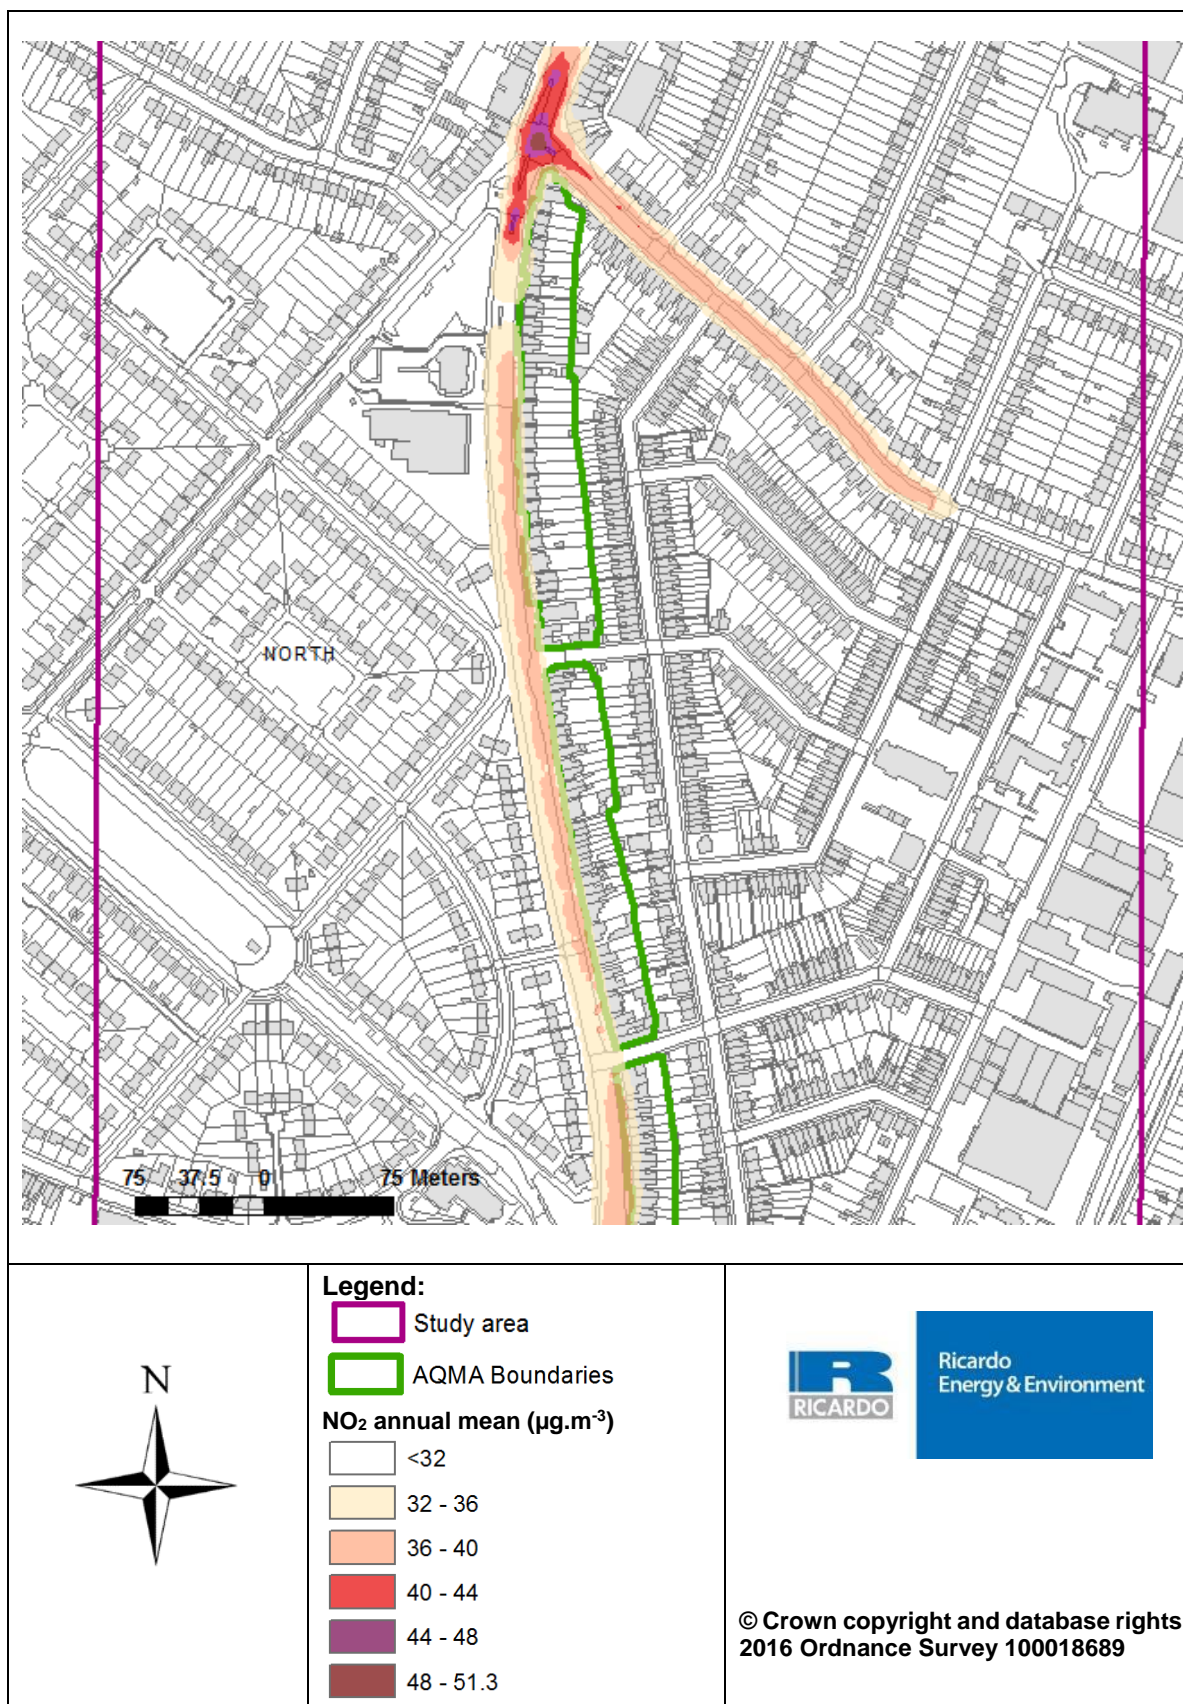 NORTH
75 37.5 0 75 Meters
N
Legend:
Study area
AQMA Boundaries
NO₂ annual mean (µg.m⁻³)
<32
32 - 36
36 - 40
40 - 44
44 - 48
48 - 51.3
RICARDO
Ricardo
Energy & Environment
© Crown copyright and database rights
2016 Ordnance Survey 100018689